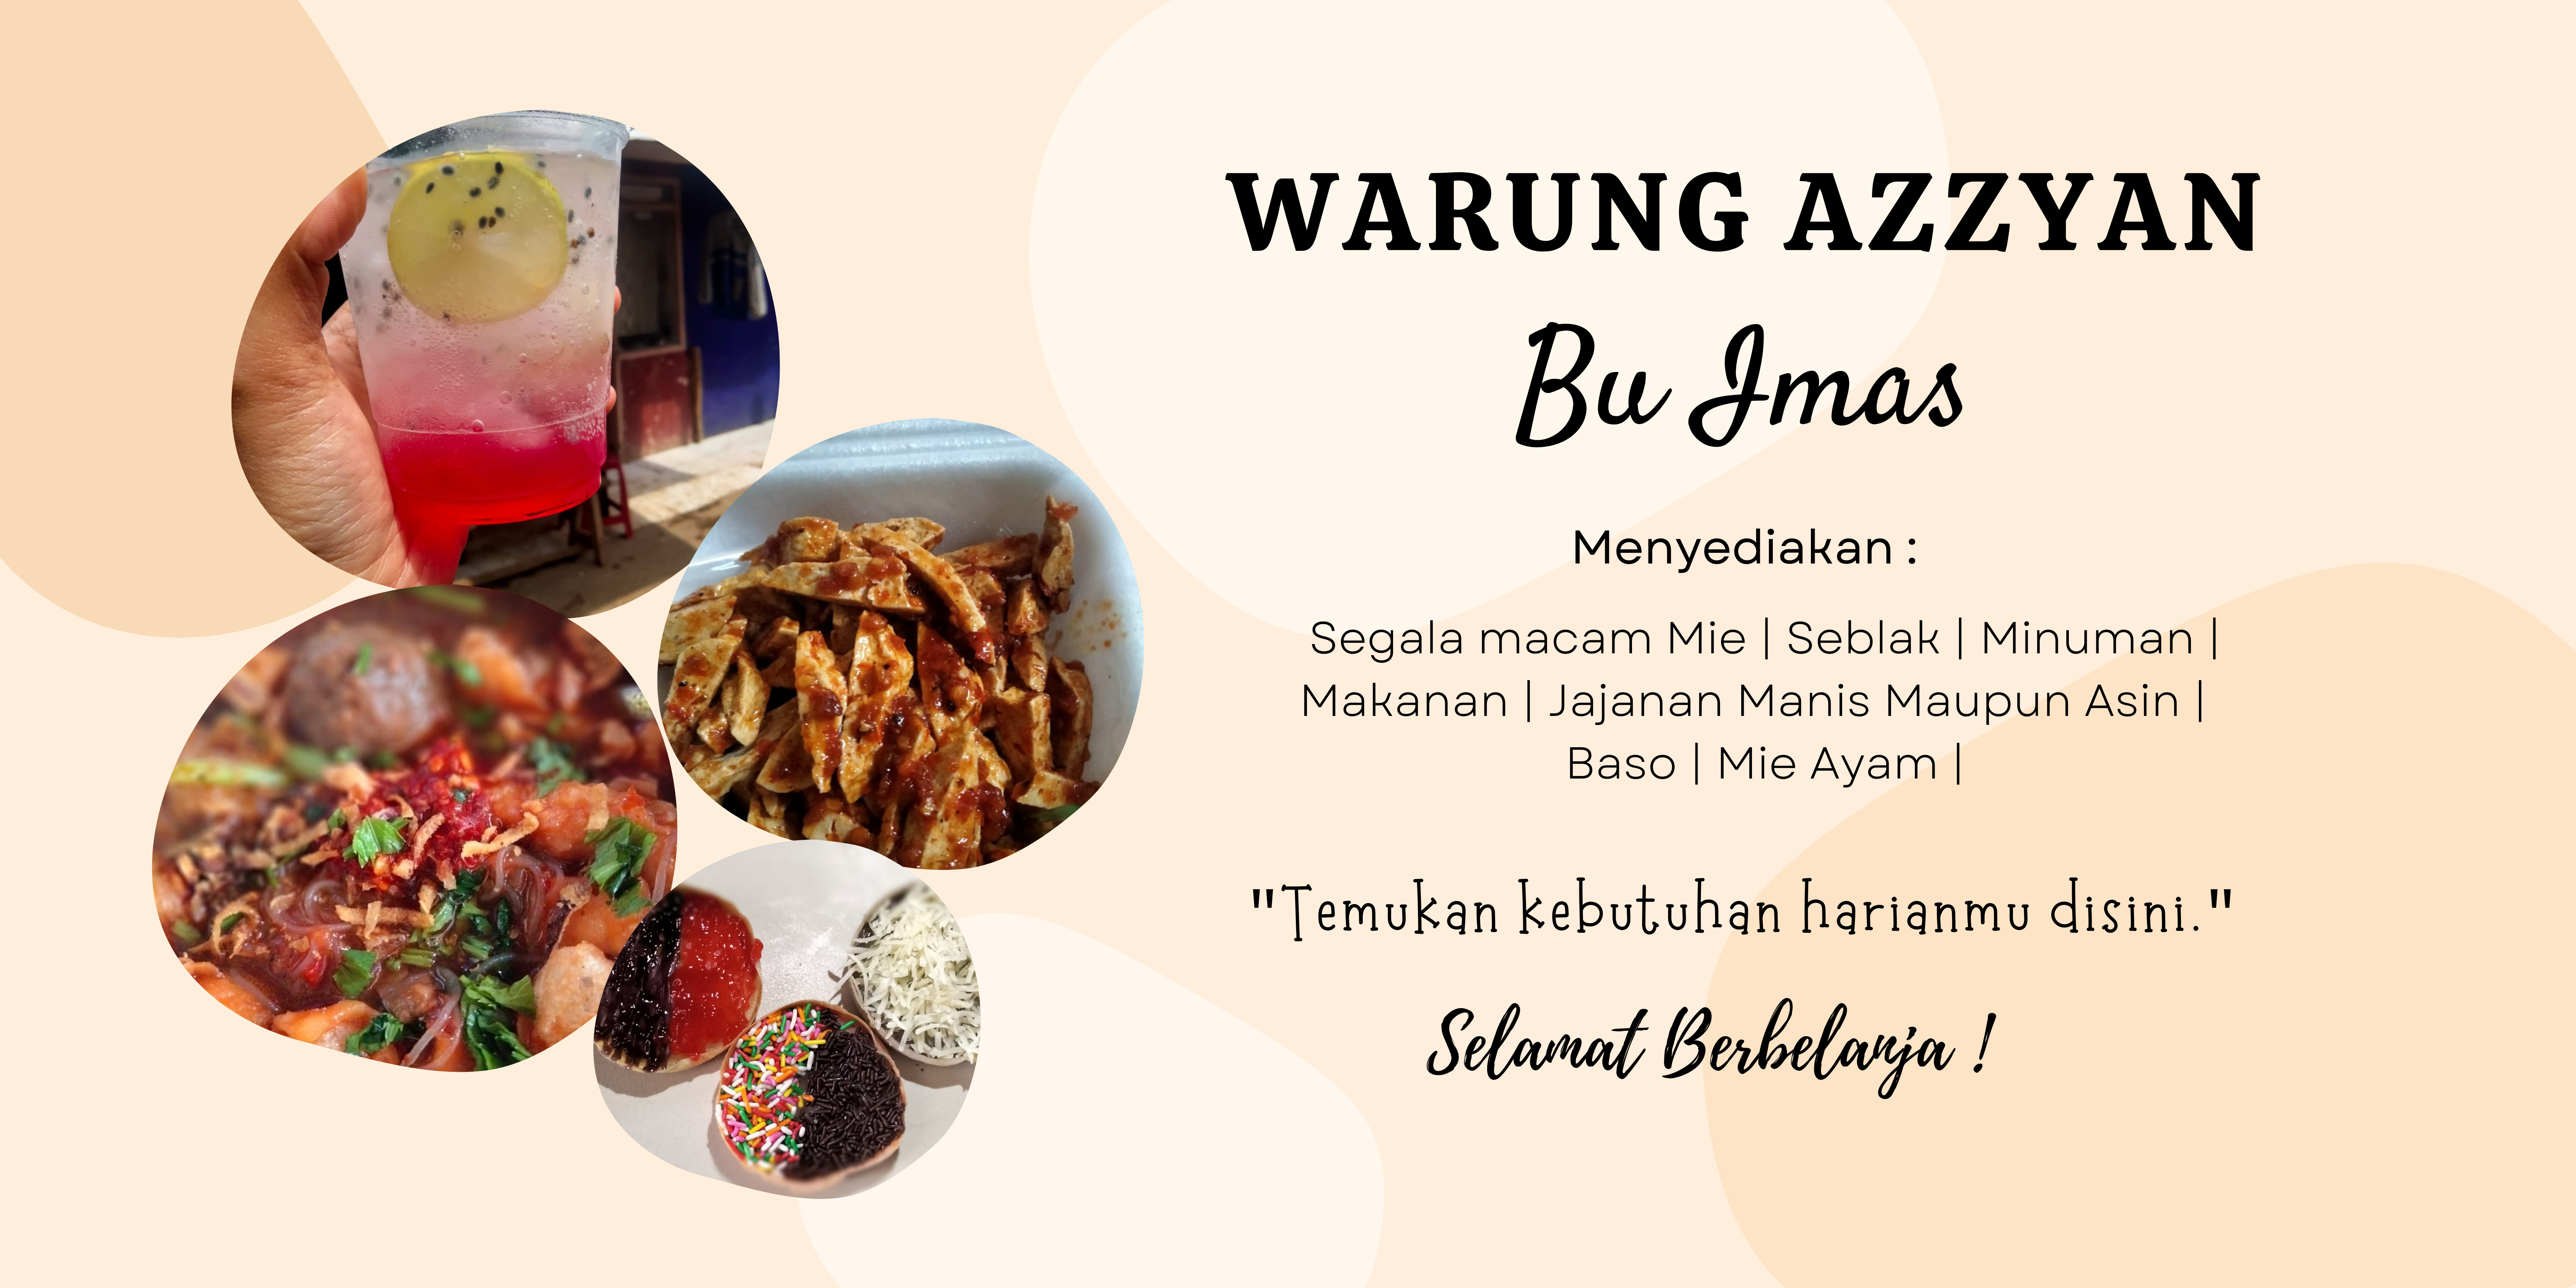 WARUNG AZZYAN
Bu Imas
Menyediakan :
Segala macam Mie | Seblak | Minuman |
Makanan | Jajanan Manis Maupun Asin |
Baso | Mie Ayam |
"Temukan kebutuhan harianmu disini."
Selamat Berbelanja !